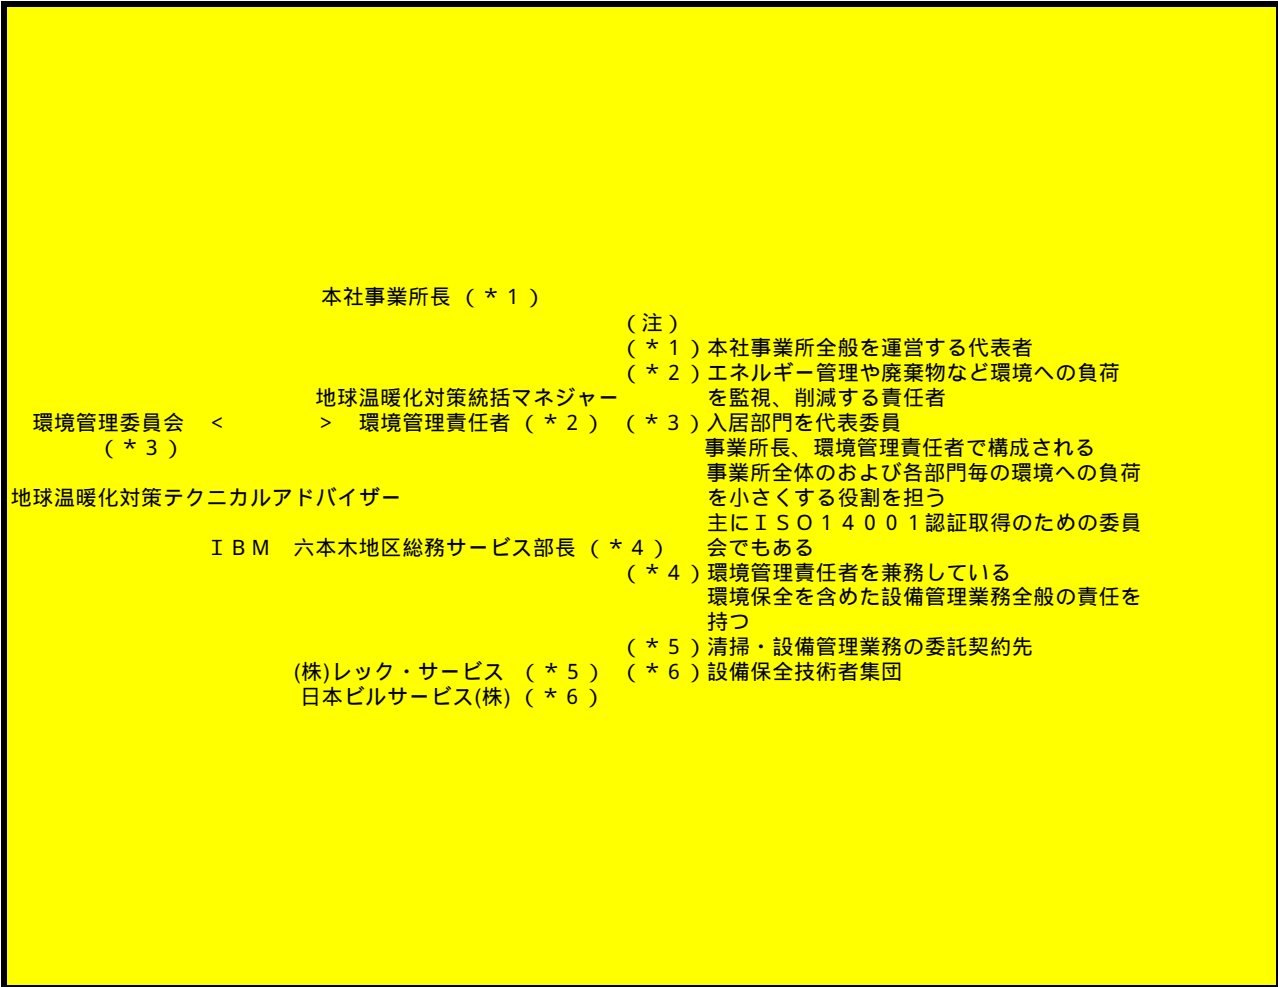 本社事業所長（＊１）
（注）
（＊１）本社事業所全般を運営する代表者
（＊２）エネルギー管理や廃棄物など環境への負荷
地球温暖化対策統括マネジャー　を監視、削減する責任者
環境管理委員会　<　　　　>　環境管理責任者（＊２）（＊３）入居部門を代表委員
（＊３）　事業所長、環境管理責任者で構成される
事業所全体のおよび各部門毎の環境への負荷
地球温暖化対策テクニカルアドバイザー　を小さくする役割を担う
主にＩＳＯ１４００１認証取得のための委員
ＩＢＭ　六本木地区総務サービス部長（＊４）　会でもある
（＊４）環境管理責任者を兼務している
環境保全を含めた設備管理業務全般の責任を
持つ
（＊５）清掃・設備管理業務の委託契約先
(株)レック・サービス　（＊５）（＊６）設備保全技術者集団
日本ビルサービス(株)（＊６）